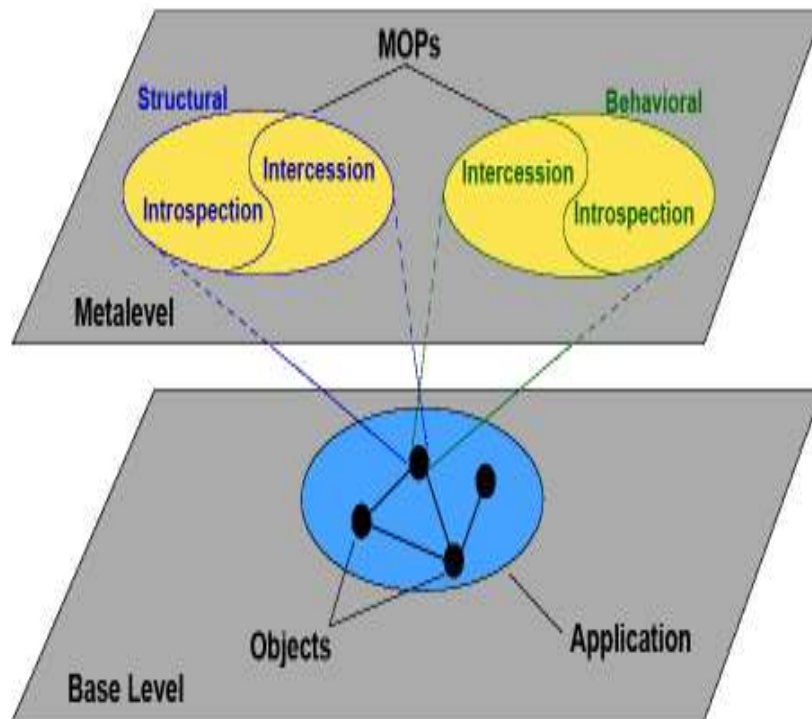 MOPs
Structural
Behavioral
Intercession
Introspection
Intercession
Introspection
Metalevel
Objects
Application
Base Level